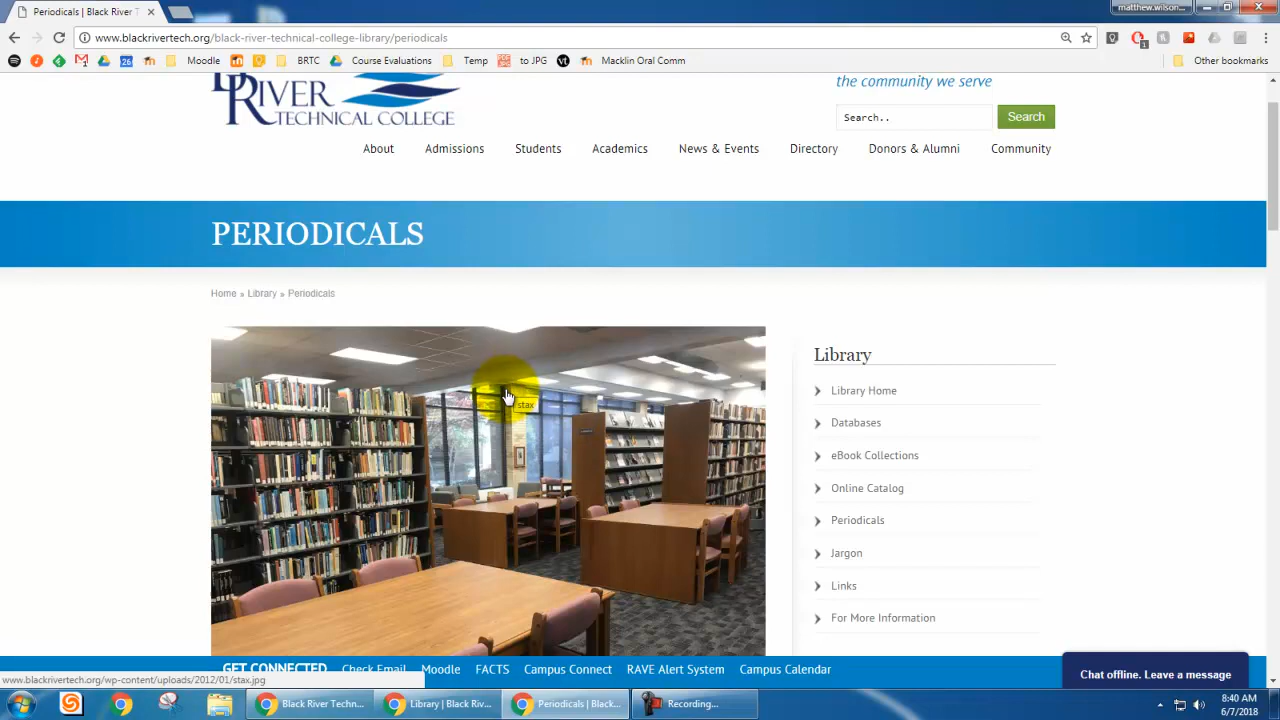 Periodicals | Black River T
matthew.wilson...
www.blackrivertech.org/black-river-technical-college-library/periodicals
Moodle
BRTC
Course Evaluations
Temp
to JPG
Macklin Oral Comm
Other bookmarks
RIVER
TECHNICAL COLLEGE
the community we serve
Search..
Search
About
Admissions
Students
Academics
News & Events
Directory
Donors & Alumni
Community
PERIODICALS
Home » Library » Periodicals
stax
Library
Library Home
Databases
eBook Collections
Online Catalog
Periodicals
Jargon
Links
For More Information
GET CONNECTED
Check Email
Moodle
FACTS
Campus Connect
RAVE Alert System
Campus Calendar
Chat offline. Leave a message
www.blackrivertech.org/wp-content/uploads/2012/01/stax.jpg
Black River Techn...
Library | Black Riv...
Periodicals | Black...
Recording...
8:40 AM
6/7/2018